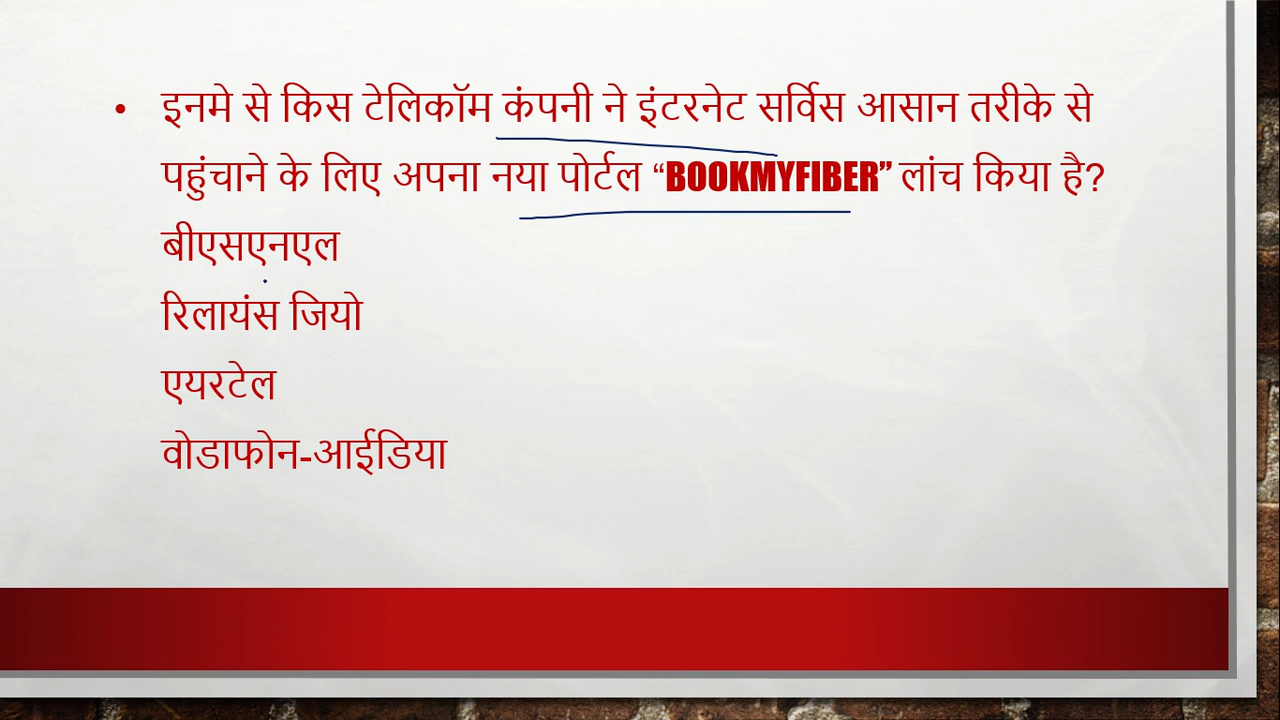 • इनमे से किस टेलिकॉम कंपनी ने इंटरनेट सर्विस आसान तरीके से
पहुंचाने के लिए अपना नया पोर्टल “BOOKMYFIBER” लांच किया है?
बीएसएनएल
रिलायंस जियो
एयरटेल
वोडाफोन-आईडिया